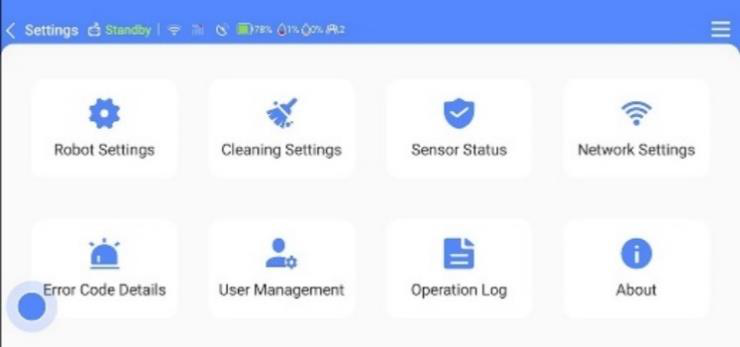 Settings Standby 78% 1% 0% 2
Robot Settings Cleaning Settings Sensor Status Network Settings
Error Code Details User Management Operation Log About